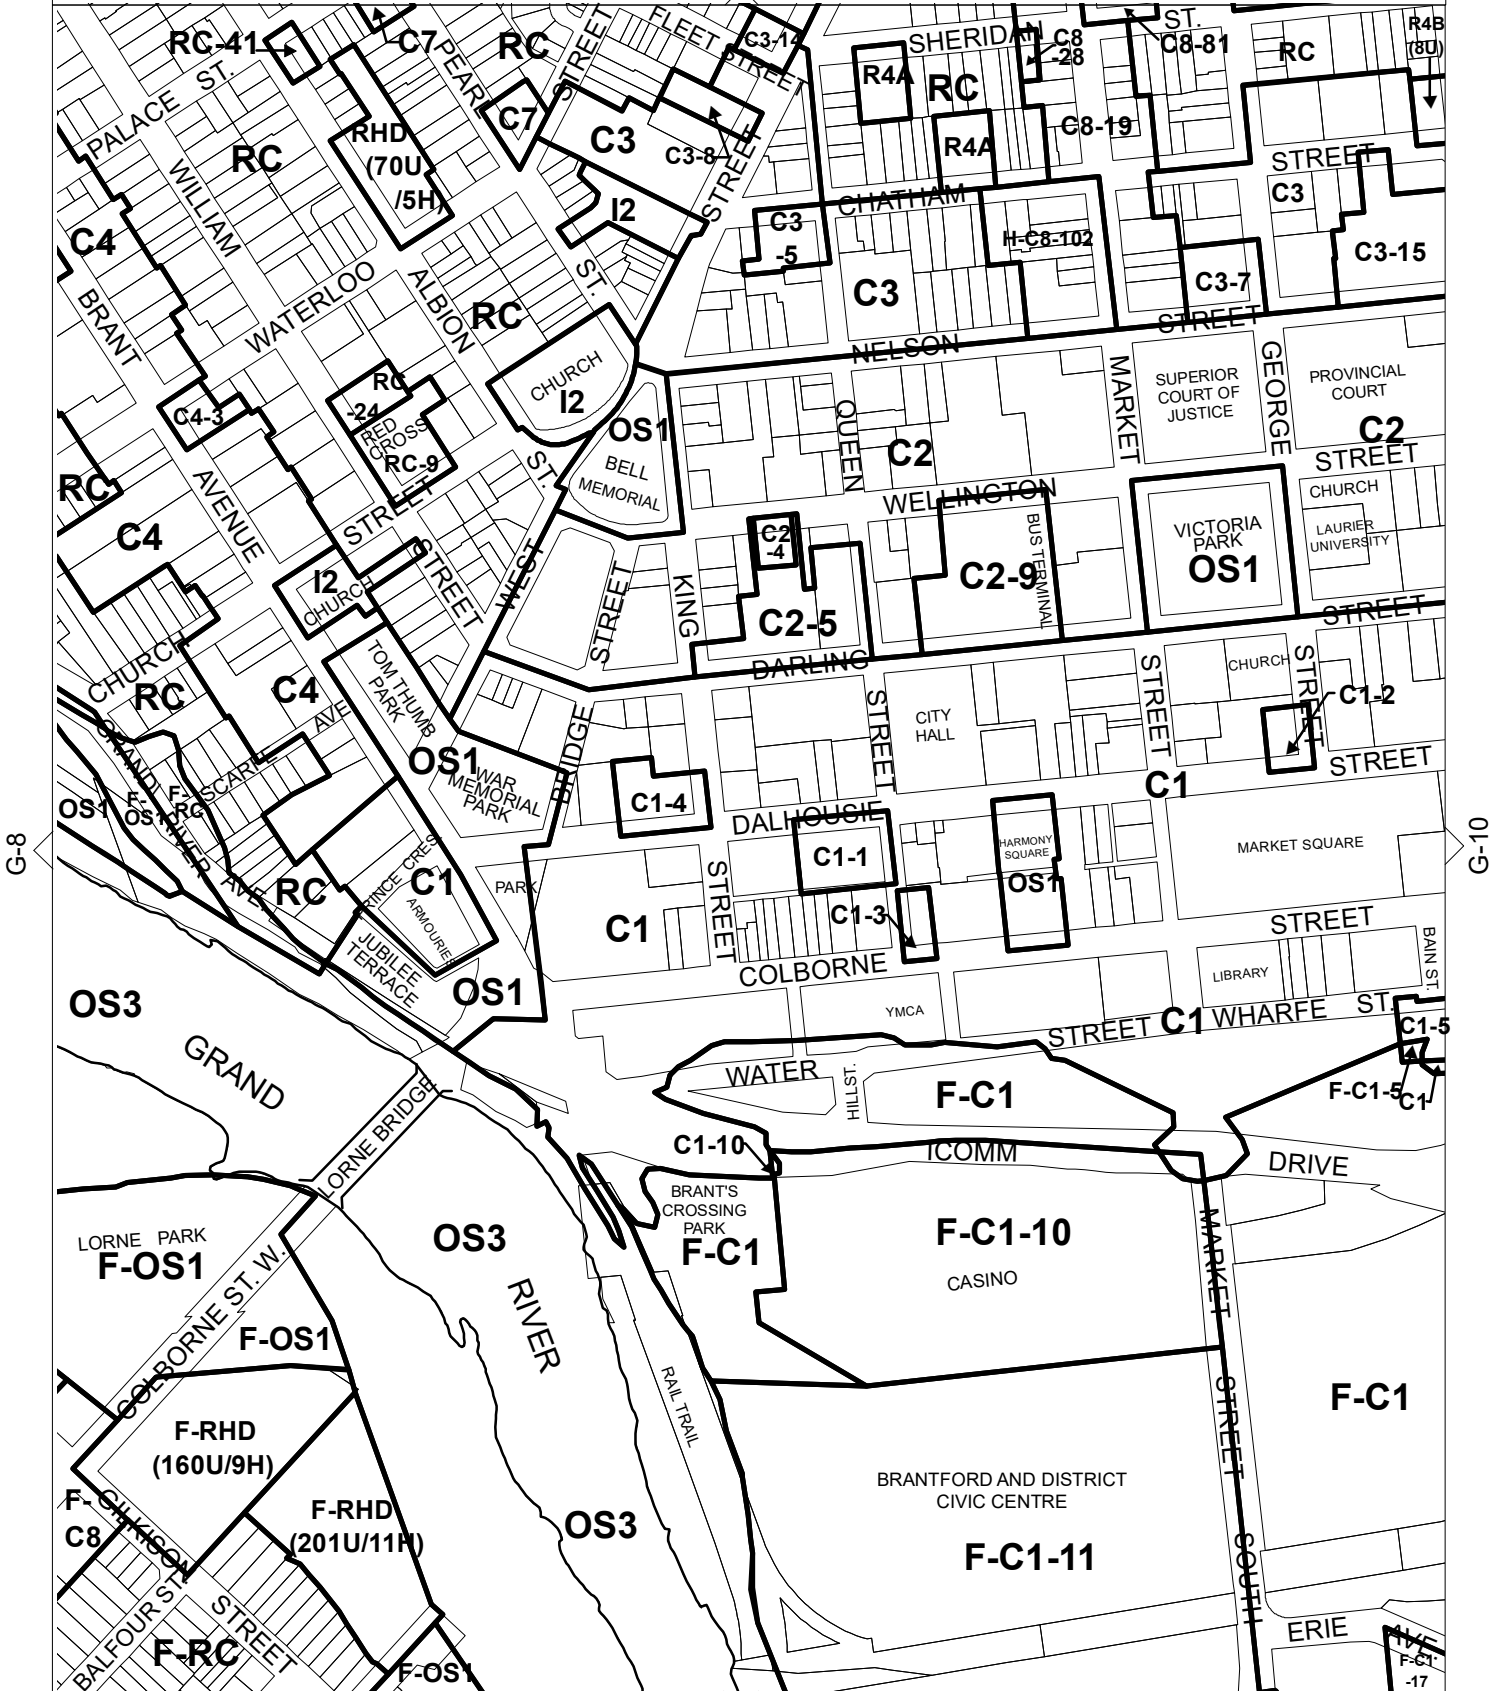 RC-41
C7
RC
FLEET STREET
C3-14
SHERIDAN ST.
C8
-28
C8-81
RC
R4B
(8U)
PALACE ST.
PEARL
STREET
R4A
RC
C7
C3
C3-8
RHD
(70U
/5H)
RC
R4A
C8-19
STREET
WILLIAM
STREET
I2
CHATHAM
C3
C3
-5
H-C8-102
C3-15
C4
ST.
C3
C3-7
BRANT
WATERLOO
ALBION
RC
STREET
NELSON
MARKET
GEORGE
SUPERIOR
COURT OF
JUSTICE
PROVINCIAL
COURT
CHURCH
I2
RC
-24
C4-3
RED
CROSS
RC-9
OS1
BELL
MEMORIAL
QUEEN
C2
C2
STREET
RC
AVENUE
ST.
STREET
WELLINGTON
CHURCH
C4
C2
-4
BUS TERMINAL
VICTORIA
PARK
OS1
LAURIER
UNIVERSITY
I2
CHURCH
STREET
WEST
STREET
KING
C2-9
C2-5
STREET
DARLING
CHURCH
RC
C4
TOM THUMB
PARK
STREET
STREET
CHURCH
STREET
C1-2
GRAND
RIVER
AVE.
SCARFE AVE
CITY
HALL
OS1
WAR
MEMORIAL
PARK
BRIDGE
C1
STREET
OS1
F-
OS1
F-
RC
C1-4
DALHOUSIE
G-8
G-10
HARMONY
SQUARE
MARKET SQUARE
C1-1
PRINCE CRES
C1
ARMOURIES
PARK
RC
OS1
C1
STREET
C1-3
STREET
JUBILEE
TERRACE
COLBORNE
BAIN ST.
OS1
LIBRARY
OS3
YMCA
STREET
C1
WHARFE ST.
C1-5
GRAND
WATER
HILL ST.
F-C1
F-C1-5
C1
LORNE BRIDGE
C1-10
ICOMM
DRIVE
BRANT'S
CROSSING
PARK
F-C1
LORNE PARK
F-OS1
OS3
F-C1-10
MARKET
CASINO
RIVER
COLBORNE ST. W.
F-OS1
RAIL TRAIL
STREET
F-C1
F-RHD
(160U/9H)
BRANTFORD AND DISTRICT
CIVIC CENTRE
F-
C8
GILKISON
F-RHD
(201U/11H)
OS3
F-C1-11
SOUTH
BALFOUR ST.
STREET
F-RC
F-OS1
ERIE AVE.
F-C1
-17